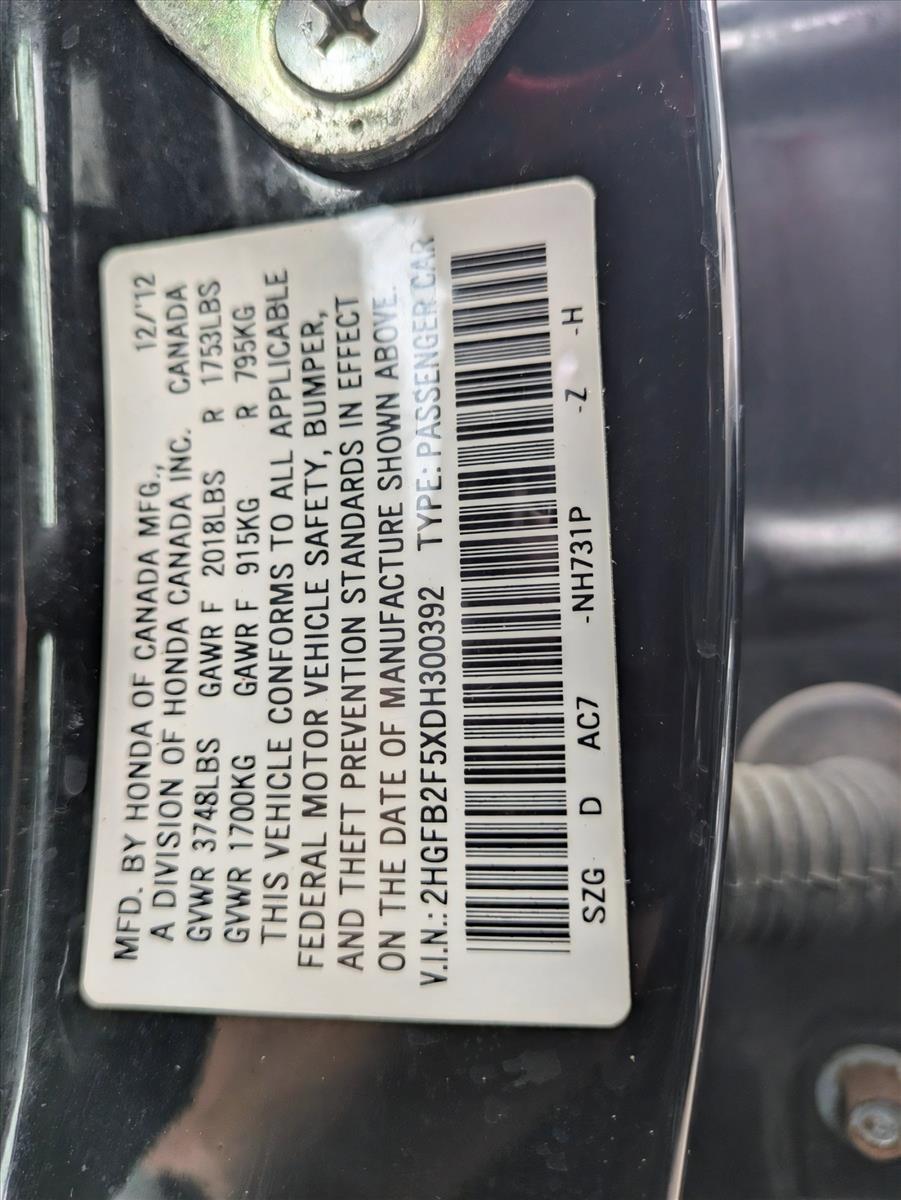 MFD. BY HONDA OF CANADA MFG., 12/'12
A DIVISION OF HONDA CANADA INC. CANADA
GVWR 3748LBS GAWR F 2018LBS R 1753LBS
GVWR 1700KG GAWR F 915KG R 795KG
THIS VEHICLE CONFORMS TO ALL APPLICABLE
FEDERAL MOTOR VEHICLE SAFETY, BUMPER,
AND THEFT PREVENTION STANDARDS IN EFFECT
ON THE DATE OF MANUFACTURE SHOWN ABOVE.
V.I.N.: 2HGFB2F5XDH300392 TYPE: PASSENGER CAR
SZG D AC7 -NH731P -Z -H